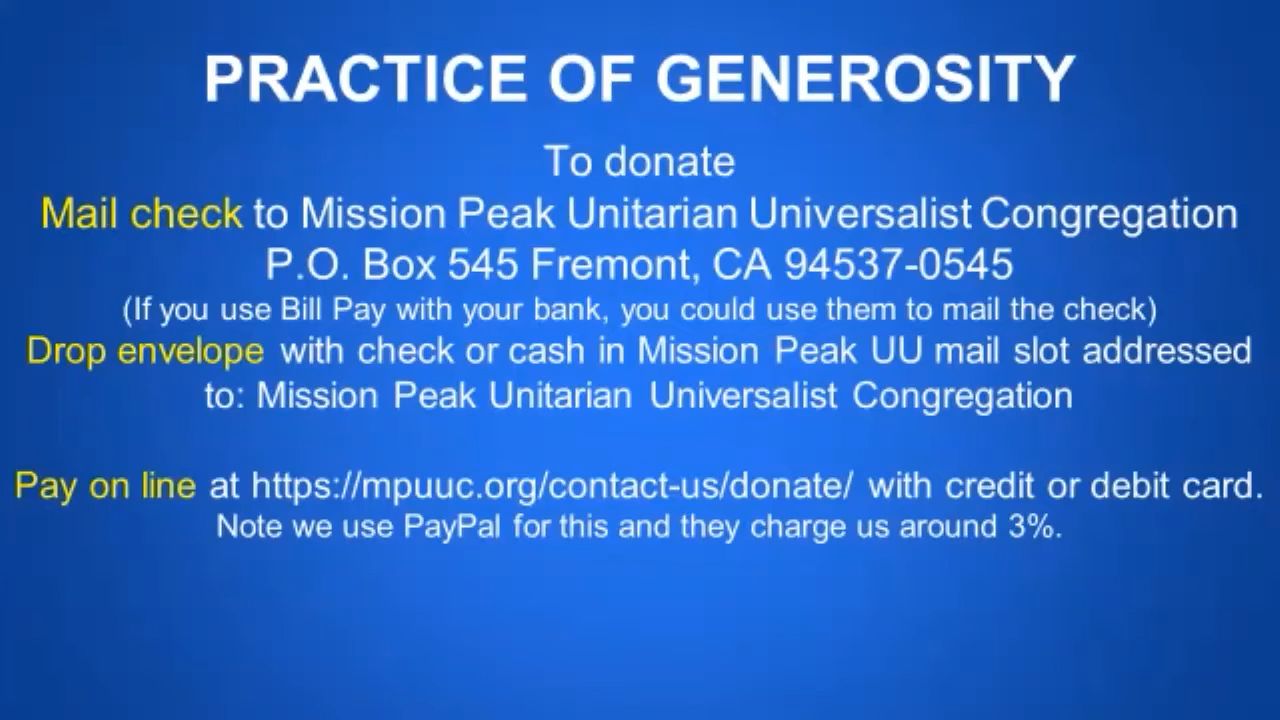 PRACTICE OF GENEROSITY
To donate
Mail check to Mission Peak Unitarian Universalist Congregation
P.O. Box 545 Fremont, CA 94537-0545
(If you use Bill Pay with your bank, you could use them to mail the check)
Drop envelope with check or cash in Mission Peak UU mail slot addressed
to: Mission Peak Unitarian Universalist Congregation
Pay on line at https://mpuuc.org/contact-us/donate/ with credit or debit card.
Note we use PayPal for this and they charge us around 3%.